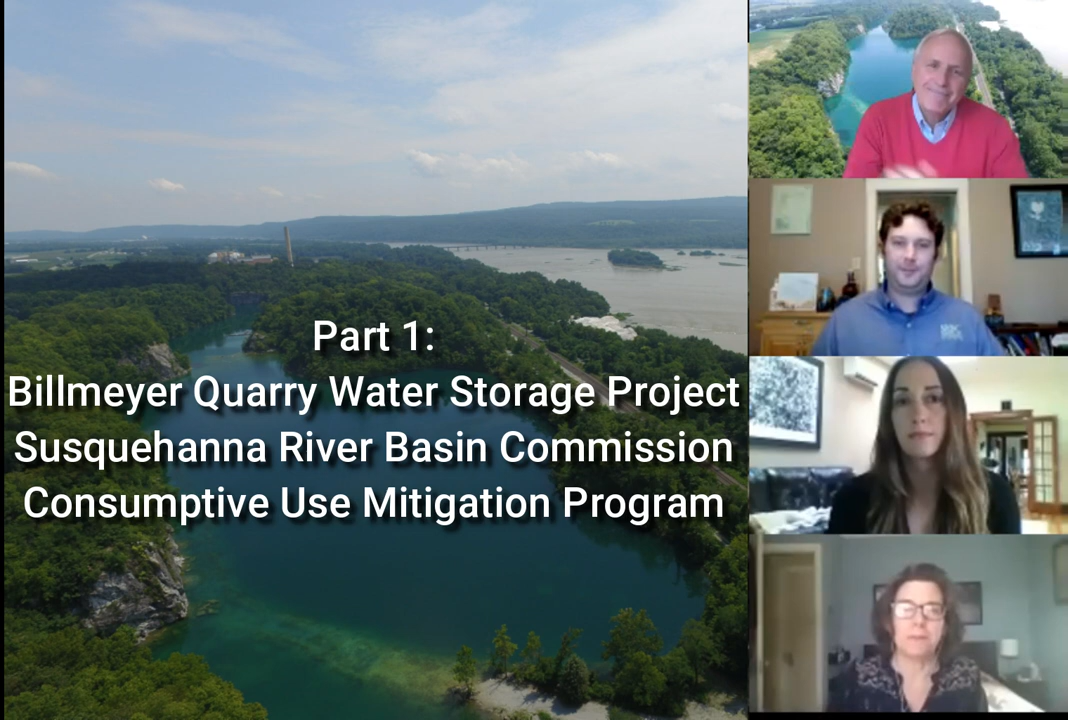 Part 1:
Billmeyer Quarry Water Storage Project
Susquehanna River Basin Commission
Consumptive Use Mitigation Program